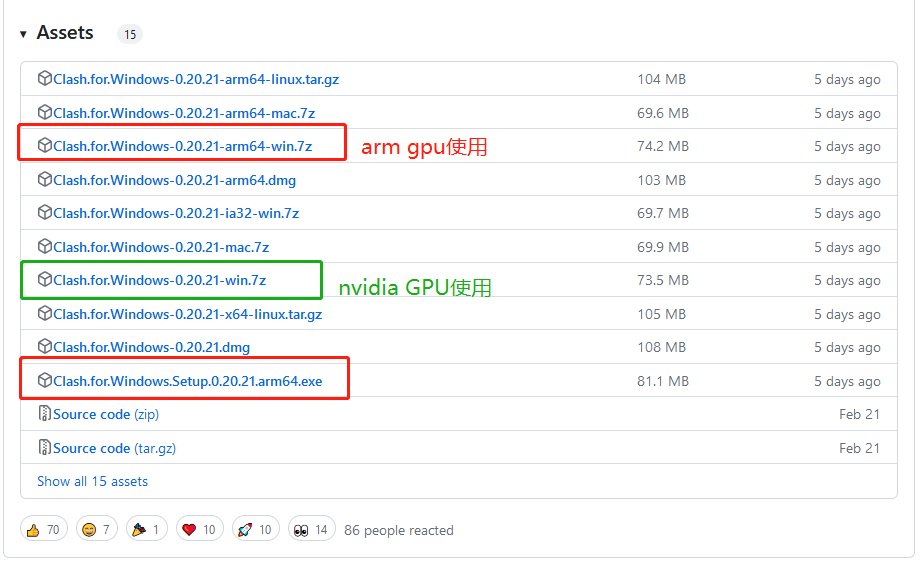 Assets 15
Clash.for.Windows-0.20.21-arm64-linux.tar.gz 104 MB 5 days ago
Clash.for.Windows-0.20.21-arm64-mac.7z 69.6 MB 5 days ago
Clash.for.Windows-0.20.21-arm64-win.7z arm gpu使用 74.2 MB 5 days ago
Clash.for.Windows-0.20.21-arm64.dmg 103 MB 5 days ago
Clash.for.Windows-0.20.21-ia32-win.7z 69.7 MB 5 days ago
Clash.for.Windows-0.20.21-mac.7z 69.9 MB 5 days ago
Clash.for.Windows-0.20.21-win.7z nvidia GPU使用 73.5 MB 5 days ago
Clash.for.Windows-0.20.21-x64-linux.tar.gz 105 MB 5 days ago
Clash.for.Windows-0.20.21.dmg 108 MB 5 days ago
Clash.for.Windows.Setup.0.20.21.arm64.exe 81.1 MB 5 days ago
Source code (zip) Feb 21
Source code (tar.gz) Feb 21
Show all 15 assets
70 7 1 10 10 14 86 people reacted